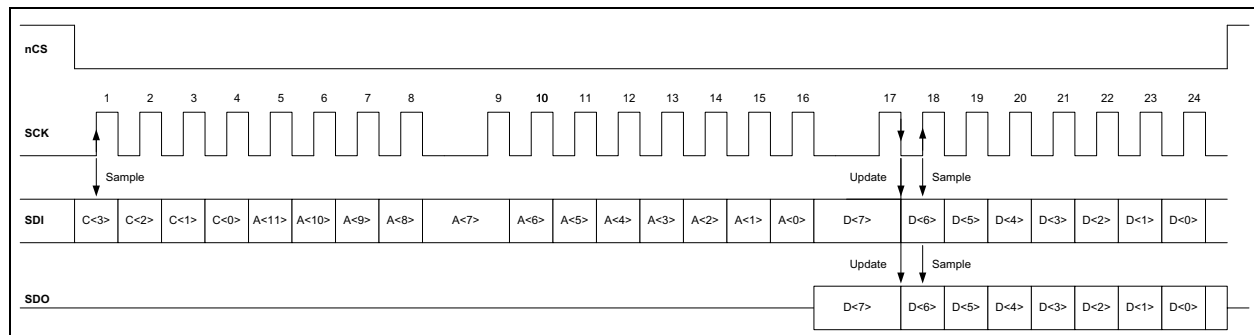 nCS
1 2 3 4 5 6 7 8 9 10 11 12 13 14 15 16 17 18 19 20 21 22 23 24
SCK
Sample Update Sample
SDI C<3> C<2> C<1> C<0> A<11> A<10> A<9> A<8> A<7> A<6> A<5> A<4> A<3> A<2> A<1> A<0> D<7> D<6> D<5> D<4> D<3> D<2> D<1> D<0>
Update Sample
SDO D<7> D<6> D<5> D<4> D<3> D<2> D<1> D<0>